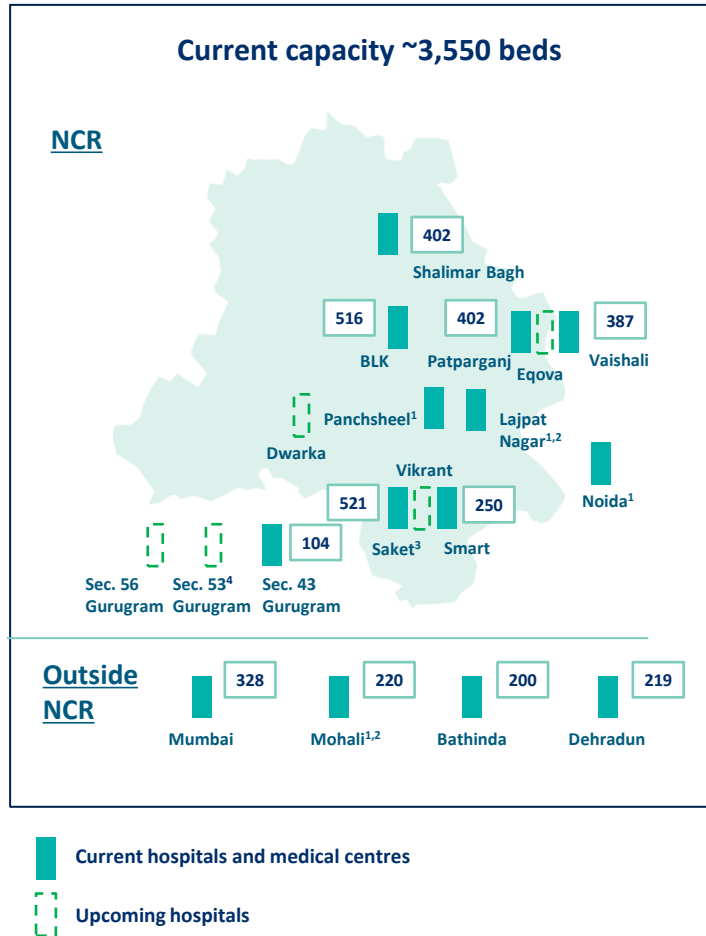 Current capacity ~3,550 beds
NCR
402
Shalimar Bagh
516
402
387
BLK
Patparganj
Eqova
Vaishali
Panchsheel¹
Lajpat
Nagar¹,²
Dwarka
Vikrant
Noida¹
521
250
Saket³
Smart
104
Sec. 56
Gurugram
Sec. 53⁴
Gurugram
Sec. 43
Gurugram
Outside
NCR
328
220
200
219
Mumbai
Mohali¹,²
Bathinda
Dehradun
Current hospitals and medical centres
Upcoming hospitals